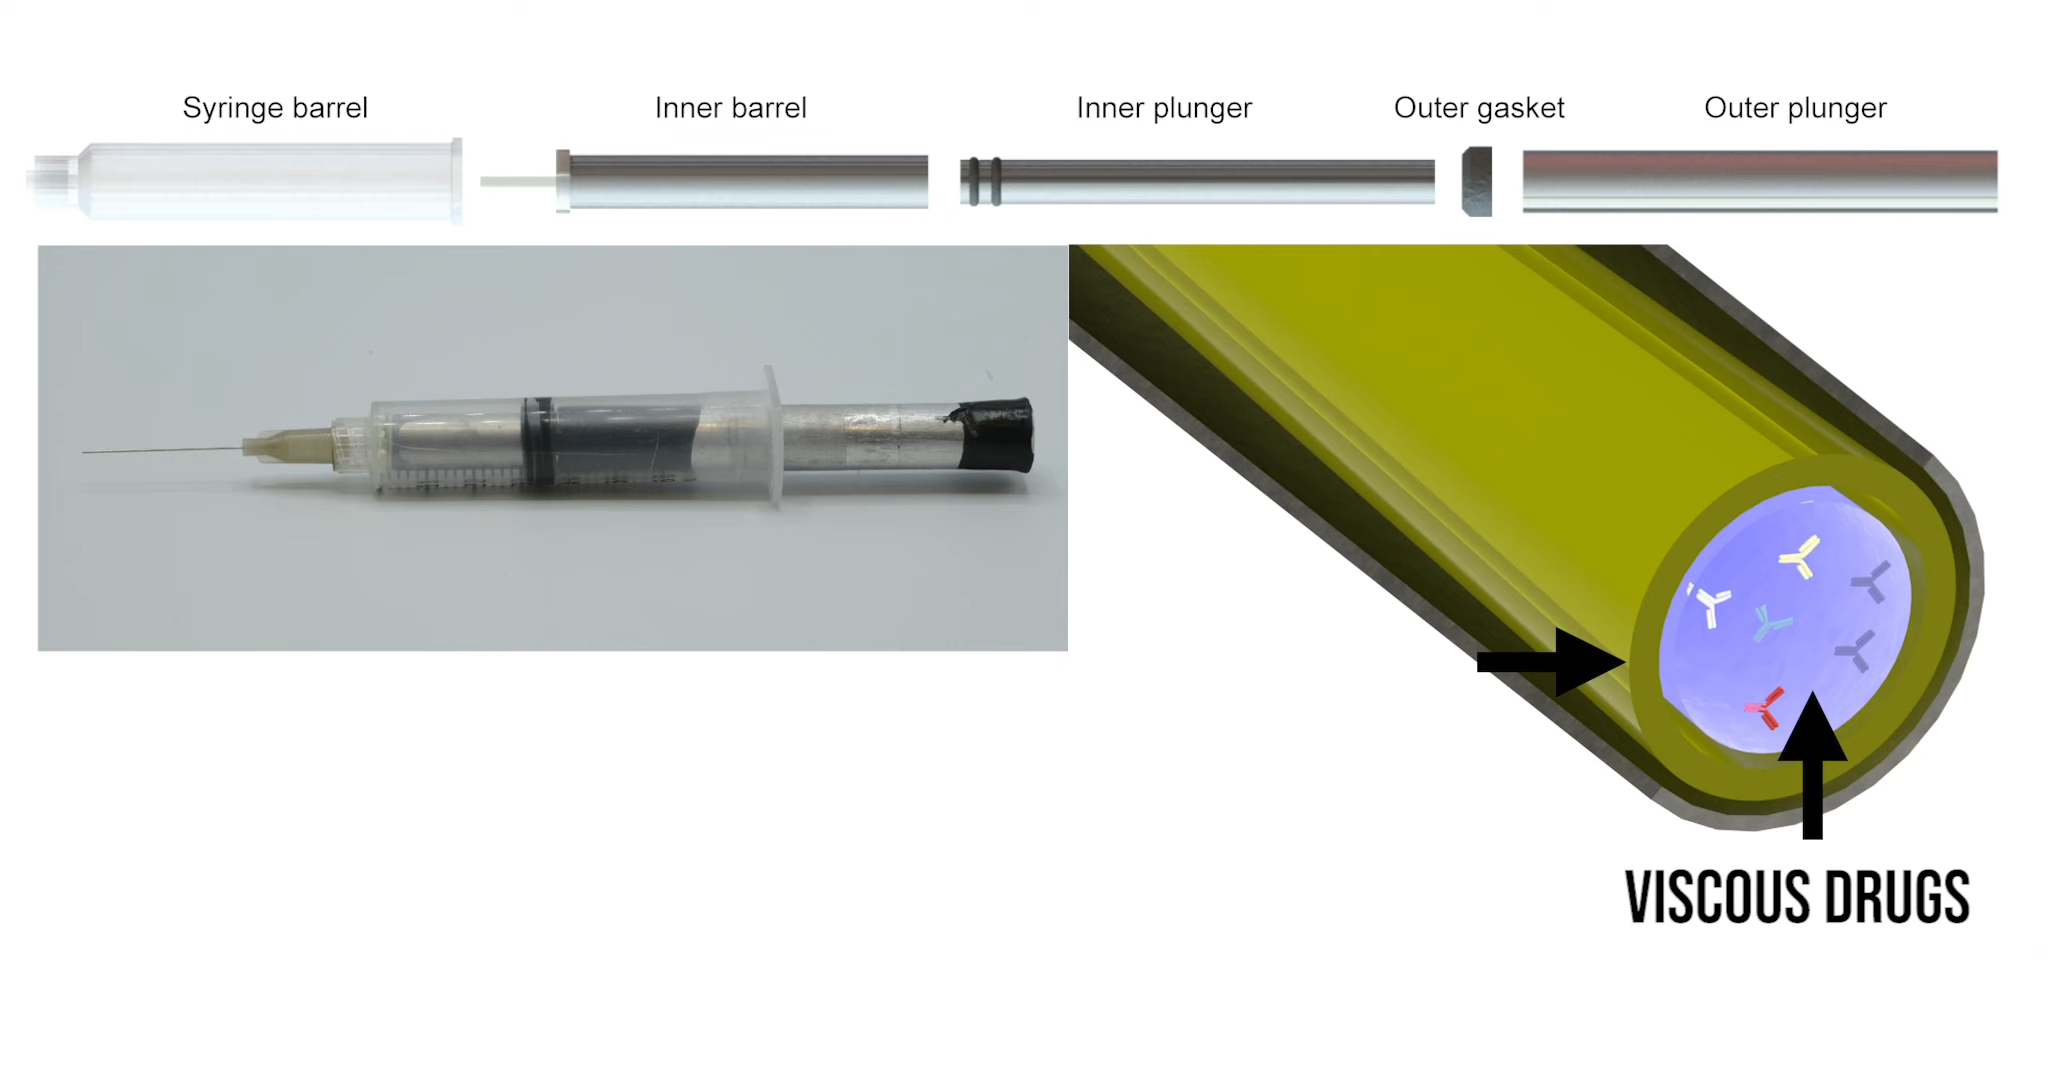 Syringe barrel
Inner barrel
Inner plunger
Outer gasket
Outer plunger
VISCOUS DRUGS